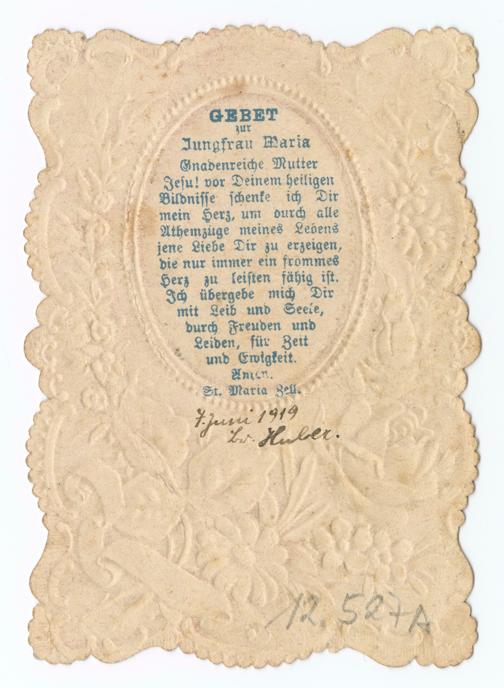 GEBET
zur
Jungfrau Maria
Gnadenreiche Mutter
Jesu! vor Deinem heiligen
Bildnisse schenke ich Dir
mein Herz, um durch alle
Athemzüge meines Lebens
jene Liebe Dir zu erzeigen,
die nur immer ein frommes
Herz zu leisten fähig ist.
Ich übergebe mich Dir
mit Leib und Seele,
durch Freuden und
Leiden, für Zeit
und Ewigkeit.
Amen.
St. Maria Zell.
7. Juni 1919
Huber.
12.527A